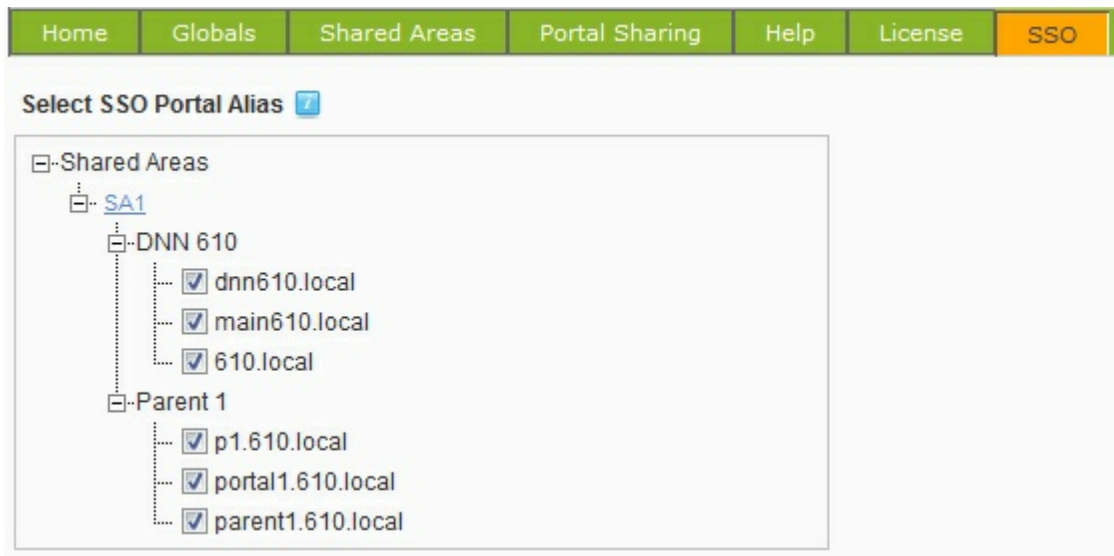 Home Globals Shared Areas Portal Sharing Help License SSO
Select SSO Portal Alias
Shared Areas
SA1
DNN 610
dnn610.local
main610.local
610.local
Parent 1
p1.610.local
portal1.610.local
parent1.610.local